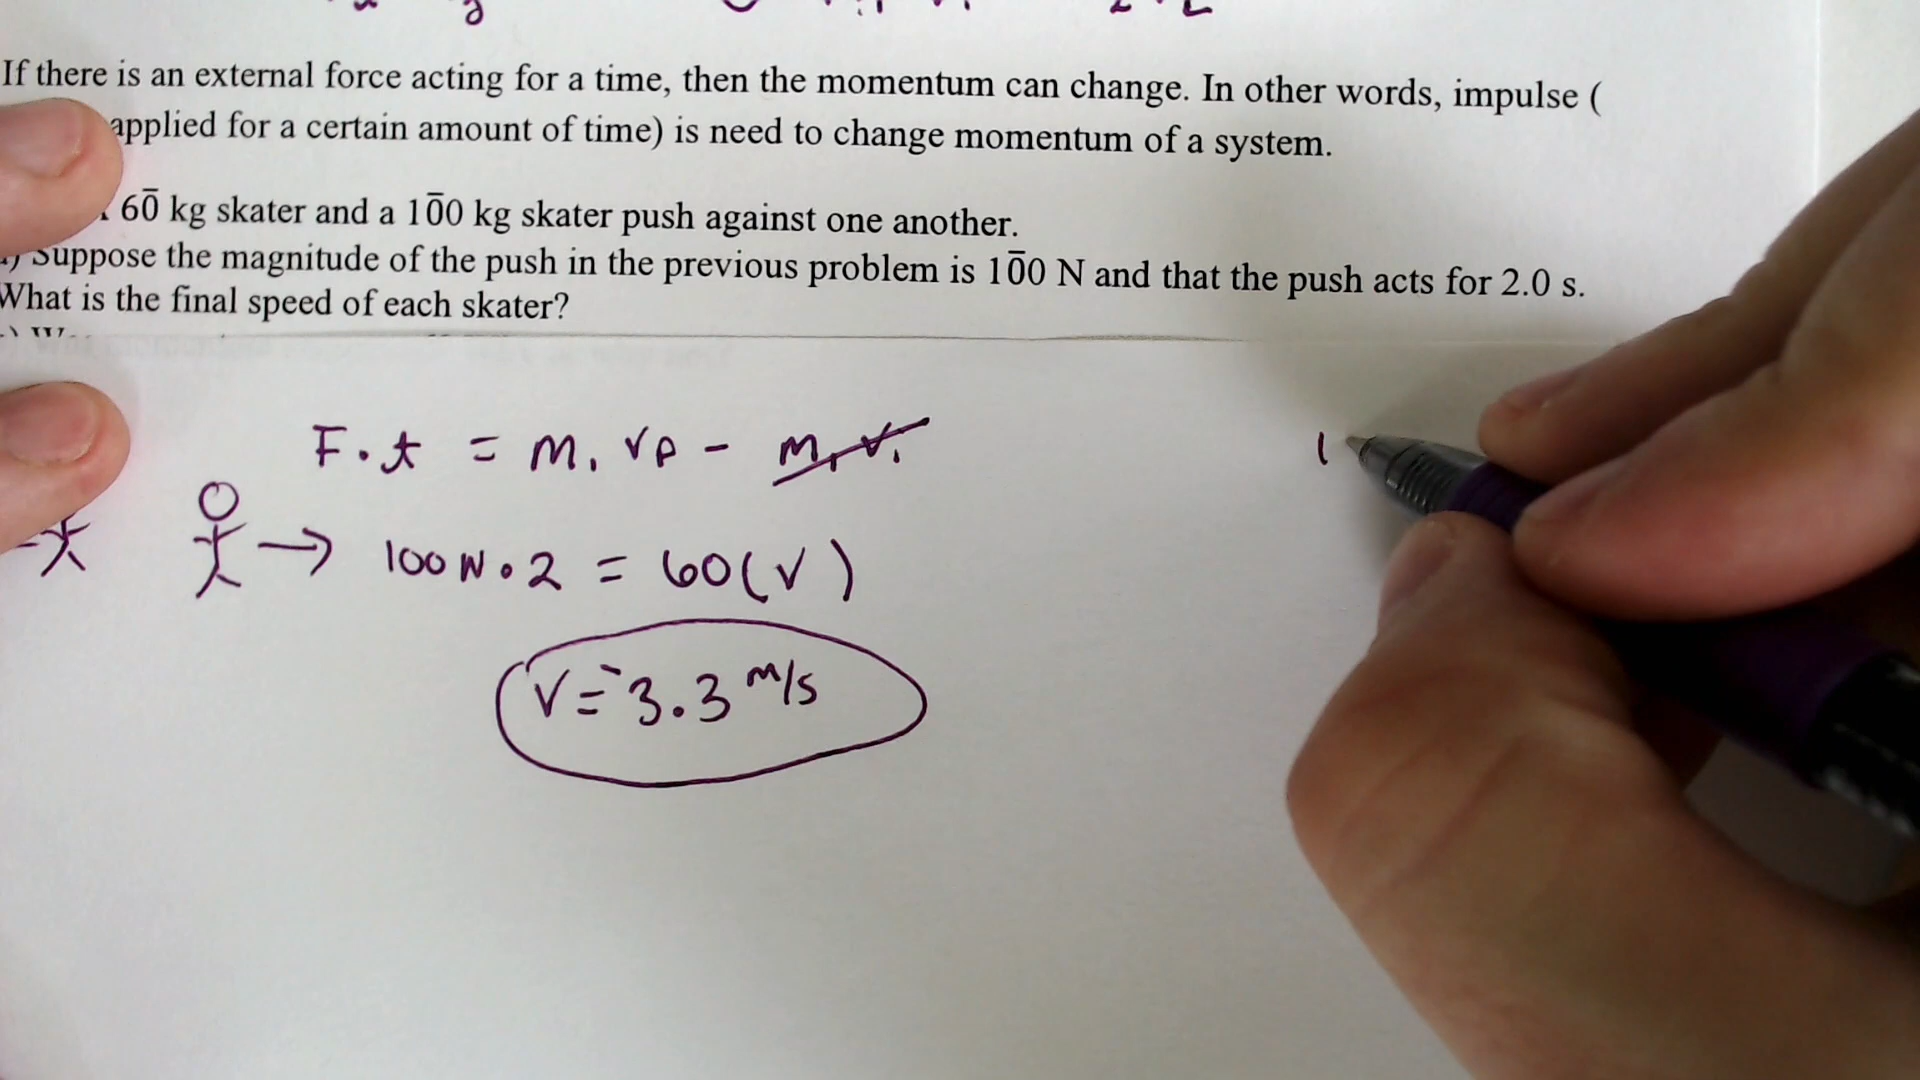 If there is an external force acting for a time, then the momentum can change. In other words, impulse (
applied for a certain amount of time) is need to change momentum of a system.
60̅ kg skater and a 10̅0 kg skater push against one another.
) Suppose the magnitude of the push in the previous problem is 10̅0 N and that the push acts for 2.0 s.
What is the final speed of each skater?
F·t = m₁ VF - m₁v₁
100N·2 = 60(V)
V = -3.3 m/s